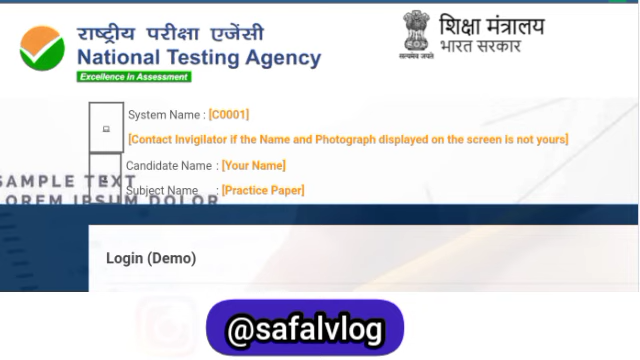 राष्ट्रीय परीक्षा एजेंसी
National Testing Agency
Excellence in Assessment
शिक्षा मंत्रालय
भारत सरकार
सत्यमेव जयते
System Name : [C0001]
[Contact Invigilator if the Name and Photograph displayed on the screen is not yours]
Candidate Name : [Your Name]
SAMPLE TEXT
Subject Name : [Practice Paper]
LOREM IPSUM DOLOR
Login (Demo)
@safalvlog